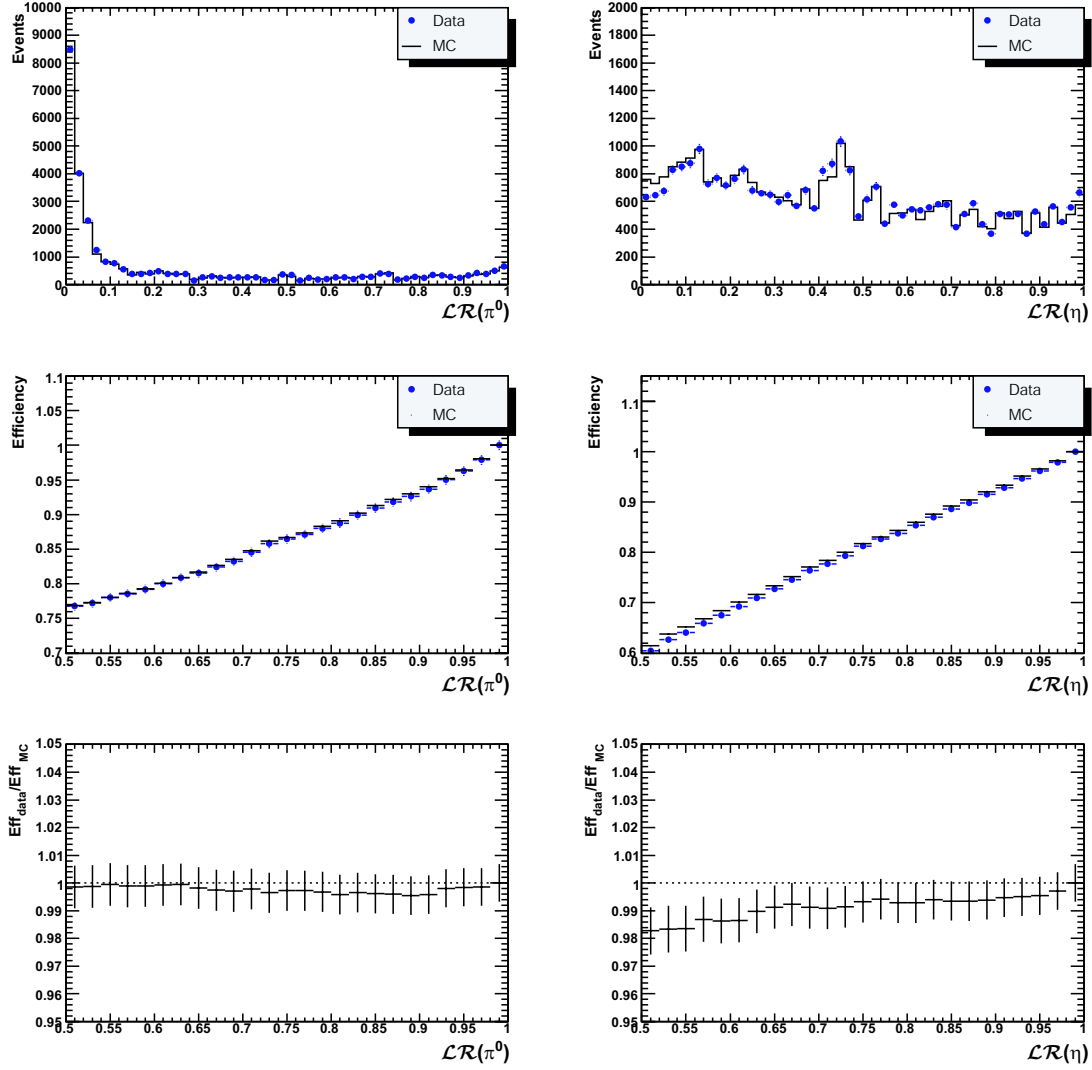 Events
10000
9000
8000
7000
6000
5000
4000
3000
2000
1000
0
0 0.1 0.2 0.3 0.4 0.5 0.6 0.7 0.8 0.9 1
Data
MC
ℒℛ(π⁰)
Events
2000
1800
1600
1400
1200
1000
800
600
400
200
0
0 0.1 0.2 0.3 0.4 0.5 0.6 0.7 0.8 0.9 1
Data
MC
ℒℛ(η)
Efficiency
1.1
1.05
1
0.95
0.9
0.85
0.8
0.75
0.7
0.5 0.55 0.6 0.65 0.7 0.75 0.8 0.85 0.9 0.95 1
Data
MC
ℒℛ(π⁰)
Efficiency
1.1
1
0.9
0.8
0.7
0.6
0.5 0.55 0.6 0.65 0.7 0.75 0.8 0.85 0.9 0.95 1
Data
MC
ℒℛ(η)
Eff_data/Eff_MC
1.05
1.04
1.03
1.02
1.01
1
0.99
0.98
0.97
0.96
0.95
0.5 0.55 0.6 0.65 0.7 0.75 0.8 0.85 0.9 0.95 1
ℒℛ(π⁰)
Eff_data/Eff_MC
1.05
1.04
1.03
1.02
1.01
1
0.99
0.98
0.97
0.96
0.95
0.5 0.55 0.6 0.65 0.7 0.75 0.8 0.85 0.9 0.95 1
ℒℛ(η)